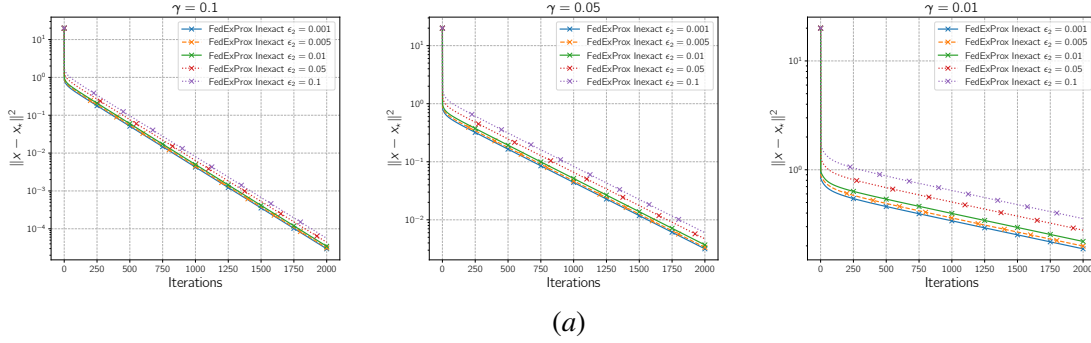 γ = 0.1
FedExProx Inexact ϵ₂ = 0.001
FedExProx Inexact ϵ₂ = 0.005
FedExProx Inexact ϵ₂ = 0.01
FedExProx Inexact ϵ₂ = 0.05
FedExProx Inexact ϵ₂ = 0.1
10¹
10⁰
10⁻¹
10⁻²
10⁻³
10⁻⁴
‖x − x⋆‖²
0 250 500 750 1000 1250 1500 1750 2000
Iterations
γ = 0.05
FedExProx Inexact ϵ₂ = 0.001
FedExProx Inexact ϵ₂ = 0.005
FedExProx Inexact ϵ₂ = 0.01
FedExProx Inexact ϵ₂ = 0.05
FedExProx Inexact ϵ₂ = 0.1
10¹
10⁰
10⁻¹
10⁻²
‖x − x⋆‖²
0 250 500 750 1000 1250 1500 1750 2000
Iterations
γ = 0.01
FedExProx Inexact ϵ₂ = 0.001
FedExProx Inexact ϵ₂ = 0.005
FedExProx Inexact ϵ₂ = 0.01
FedExProx Inexact ϵ₂ = 0.05
FedExProx Inexact ϵ₂ = 0.1
10¹
10⁰
‖x − x⋆‖²
0 250 500 750 1000 1250 1500 1750 2000
Iterations
(a)